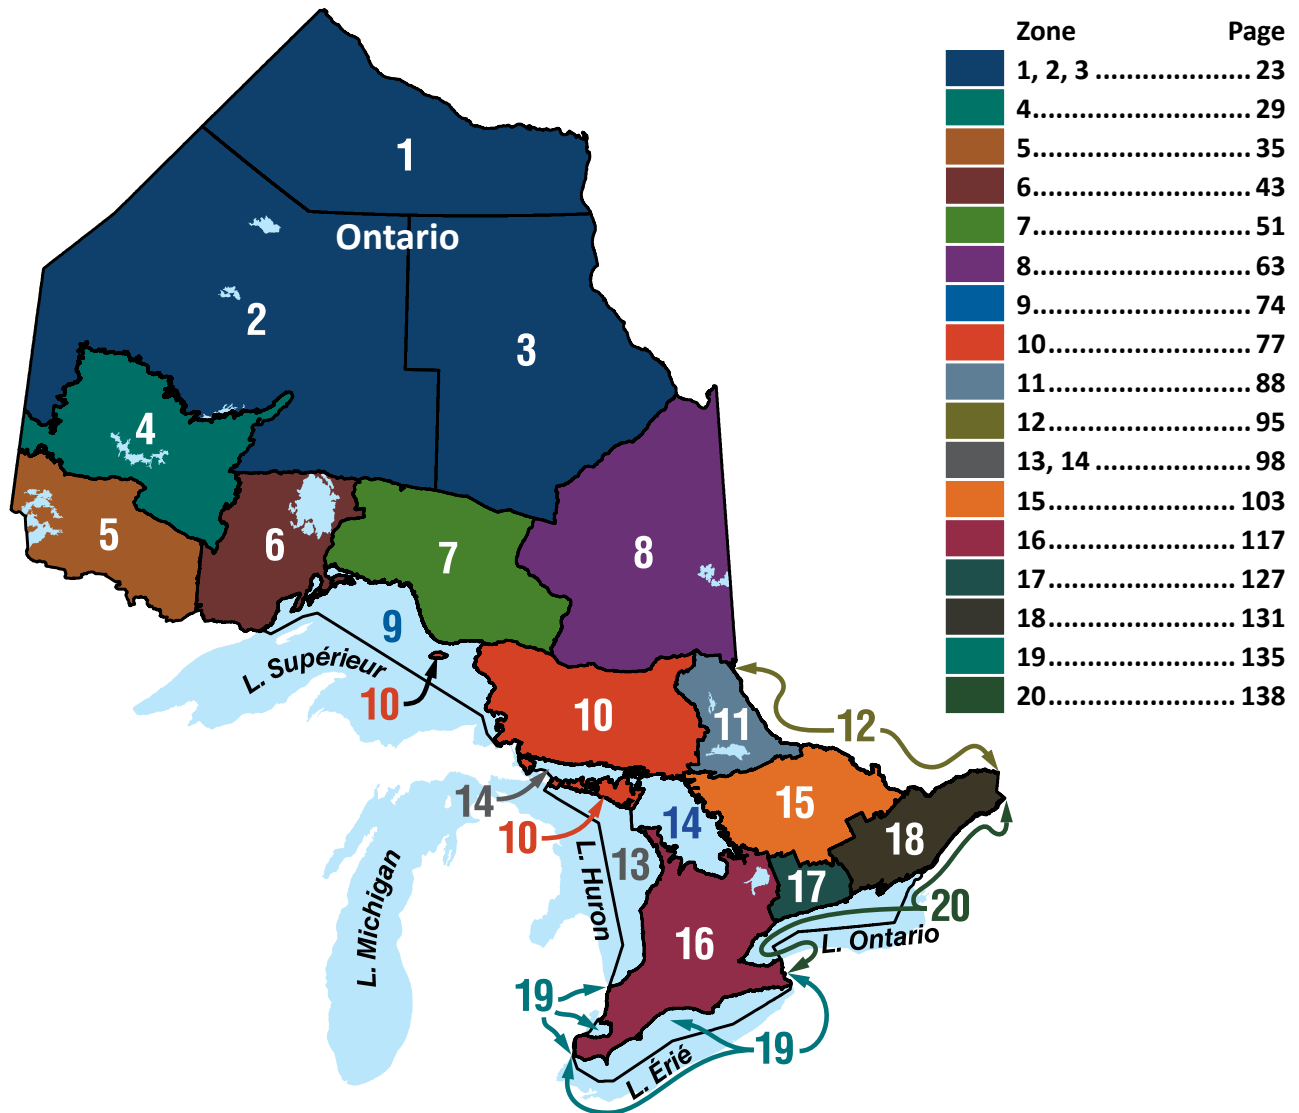 Zone Page
1, 2, 3 .................... 23
4 ............................. 29
5 ............................. 35
6 ............................. 43
7 ............................. 51
8 ............................. 63
9 ............................. 74
10 ........................... 77
11 ........................... 88
12 ........................... 95
13, 14 .................... 98
15 ......................... 103
16 ......................... 117
17 ......................... 127
18 ......................... 131
19 ......................... 135
20 ......................... 138
1
Ontario
2
3
4
5
6
7
8
9
L. Supérieur
10
10
11
12
14
10
14
15
13
18
17
L. Michigan
L. Huron
20
16
L. Ontario
19
19
L. Érié